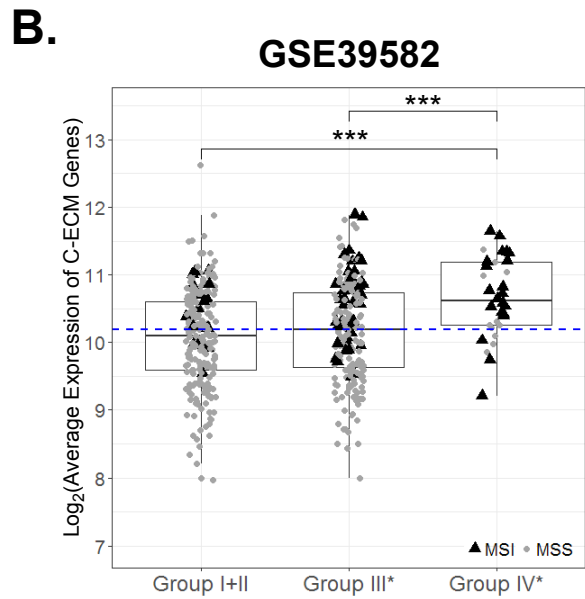 B.
GSE39582
***
***
Log2(Average Expression of C-ECM Genes)
13
12
11
10
9
8
7
MSI MSS
Group I+II Group III* Group IV*